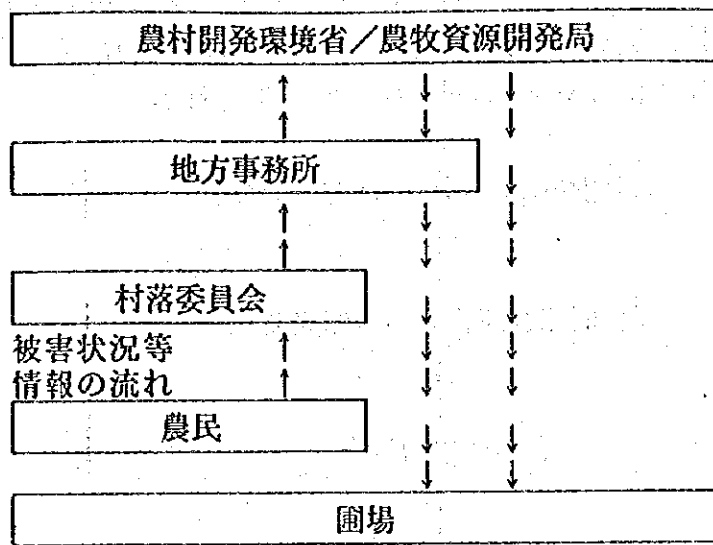 農村開発環境省／農牧資源開発局
地方事務所
村落委員会
被害状況等
情報の流れ
農民
圃場